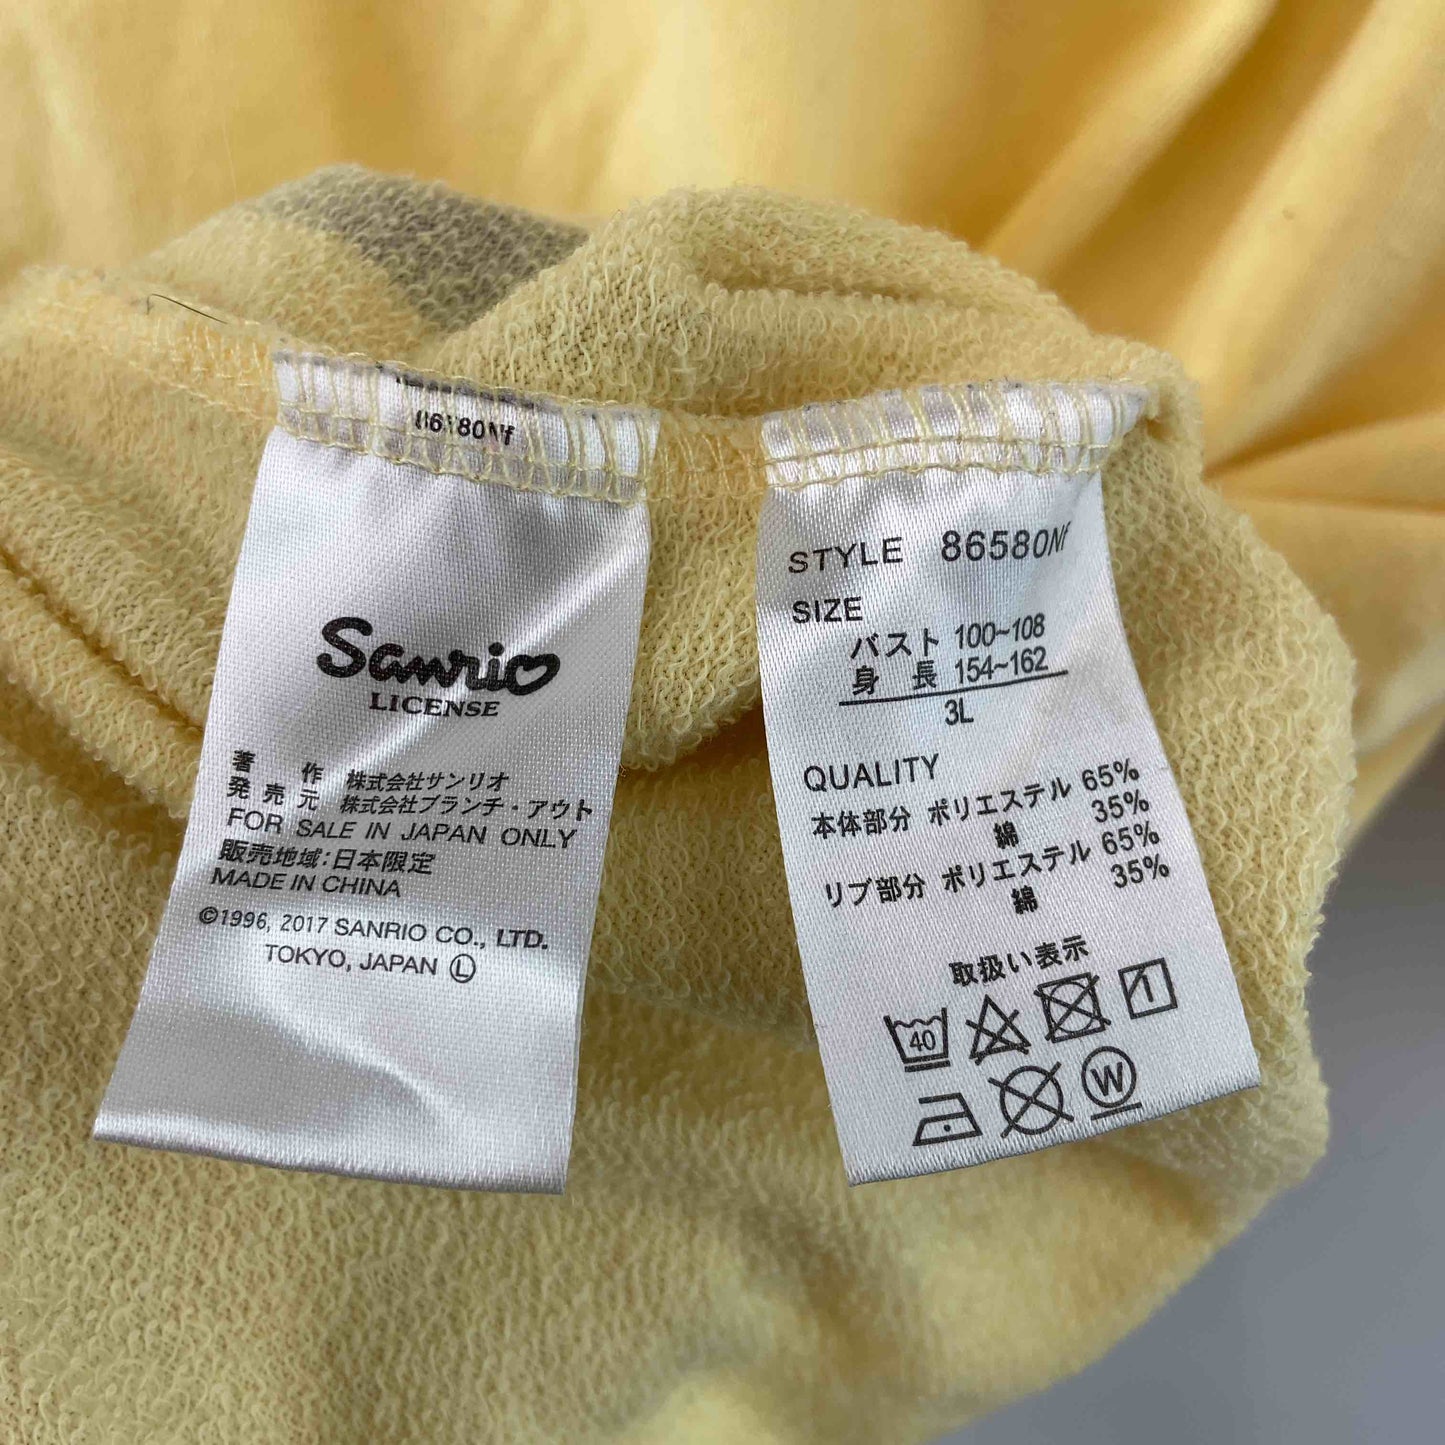 Sanrio
LICENSE
著作 株式会社サンリオ
発売元 株式会社ブランチ・アウト
FOR SALE IN JAPAN ONLY
販売地域:日本限定
MADE IN CHINA
©1996, 2017 SANRIO CO., LTD.
TOKYO, JAPAN Ⓛ
STYLE 86580Nf
SIZE
バスト 100~108
身長 154~162
3L
QUALITY
本体部分 ポリエステル 65%
綿 35%
リブ部分 ポリエステル 65%
綿 35%
取扱い表示
40
1
W